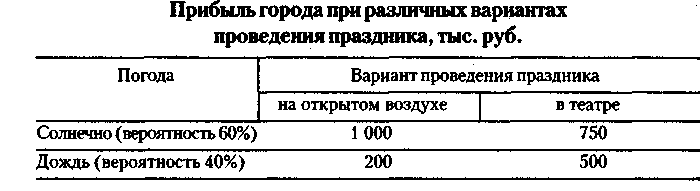 Прибыль города при различных вариантах
проведения праздника, тыс. руб.
Погода Вариант проведения праздника
на открытом воздухе в театре
Солнечно (вероятность 60%) 1 000 750
Дождь (вероятность 40%) 200 500